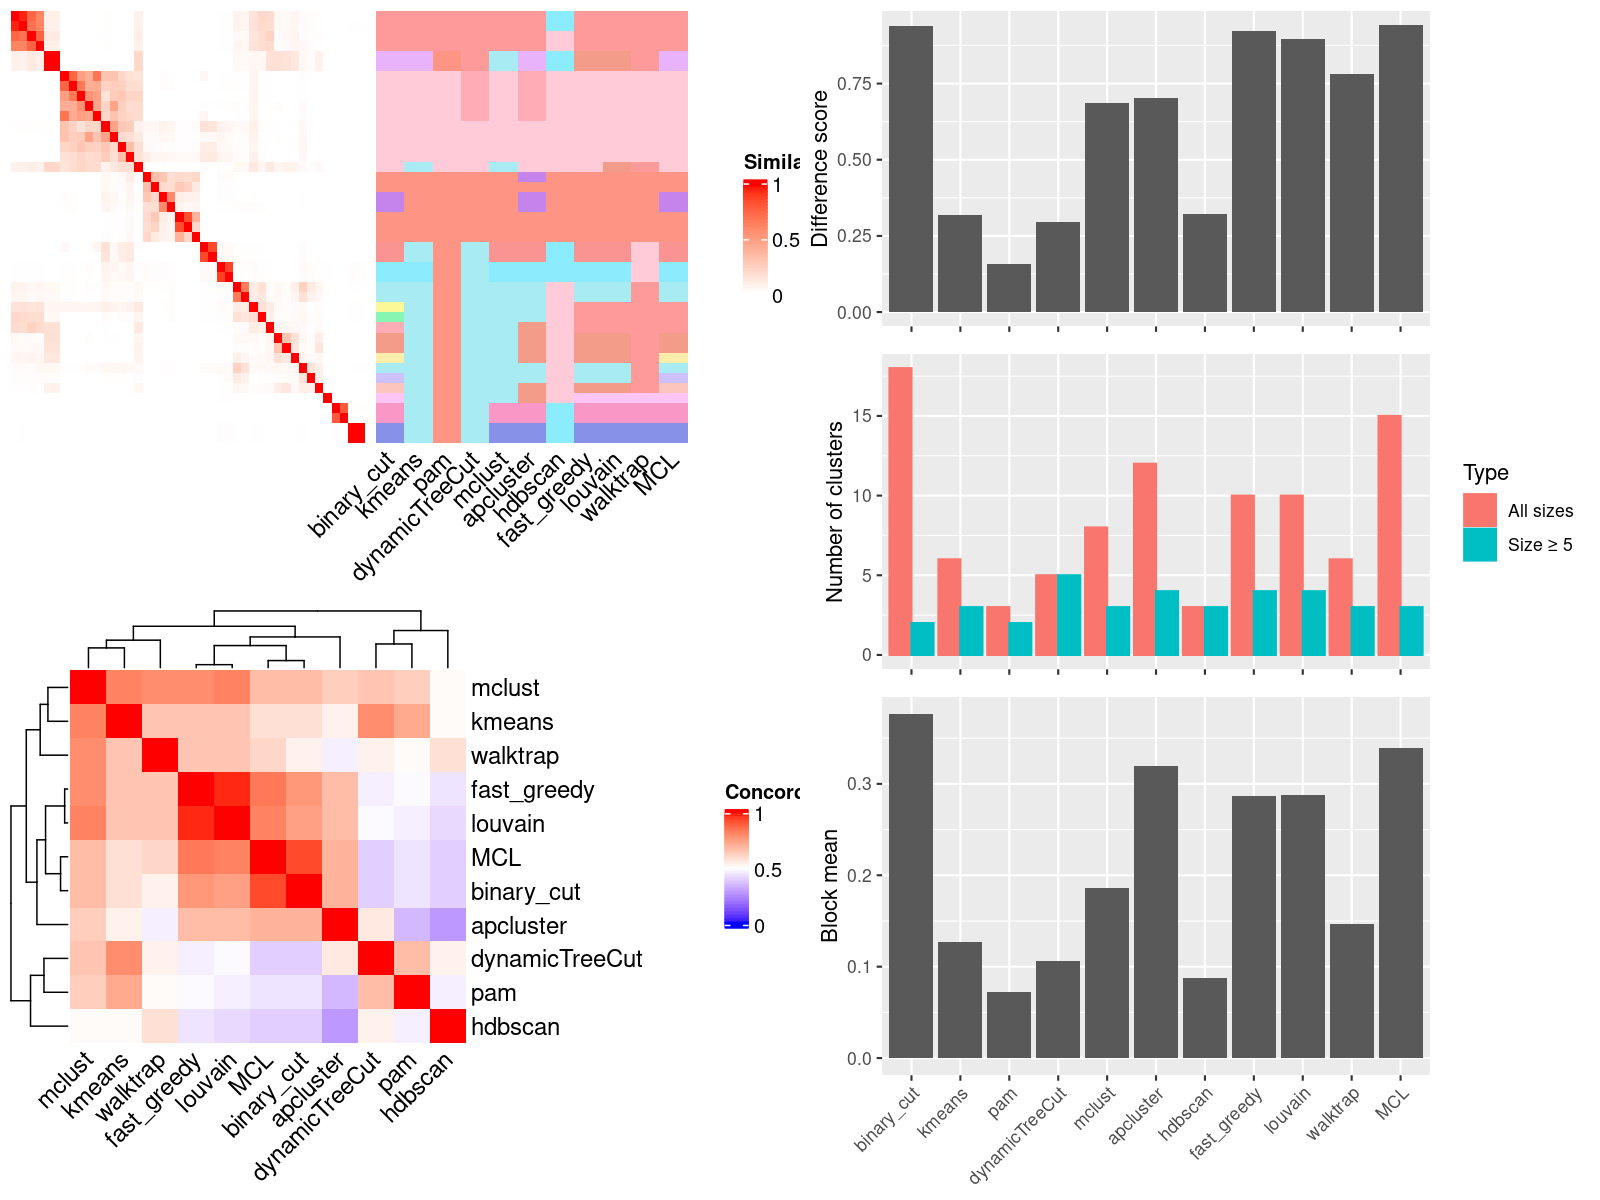 Simila
1
0.5
0
binary_cut
kmeans
pam
dynamicTreeCut
mclust
apcluster
hdbscan
fast_greedy
louvain
walktrap
MCL
mclust
kmeans
walktrap
fast_greedy
louvain
MCL
binary_cut
apcluster
dynamicTreeCut
pam
hdbscan
mclust
kmeans
walktrap
fast_greedy
louvain
MCL
binary_cut
apcluster
dynamicTreeCut
pam
hdbscan
Concord
1
0.5
0
Difference score
0.75
0.50
0.25
0.00
Number of clusters
15
10
5
0
Type
All sizes
Size ≥ 5
Block mean
0.3
0.2
0.1
0.0
binary_cut
kmeans
pam
dynamicTreeCut
mclust
apcluster
hdbscan
fast_greedy
louvain
walktrap
MCL